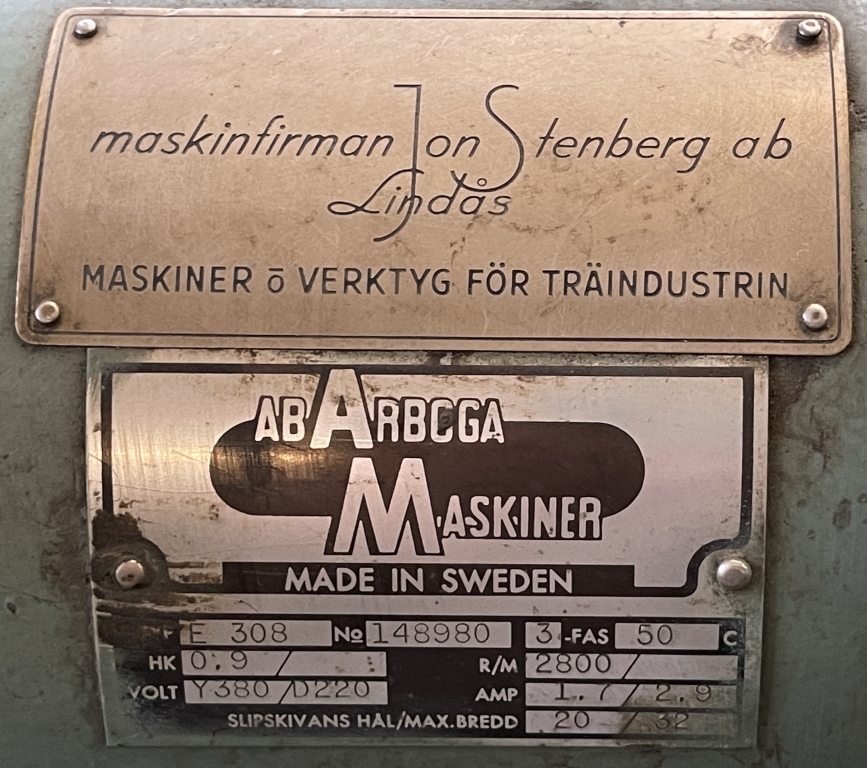 maskinfirman Jon Stenberg ab
Lindås
MASKINER ō VERKTYG FÖR TRÄINDUSTRIN
AB ARBOGA
MASKINER
MADE IN SWEDEN
E 308 No 148980 3-FAS 50 C
HK 0,9 / R/M 2800 /
VOLT Y380/D220 AMP 1.7 / 2.9
SLIPSKIVANS HÅL/MAX.BREDD 20 / 32